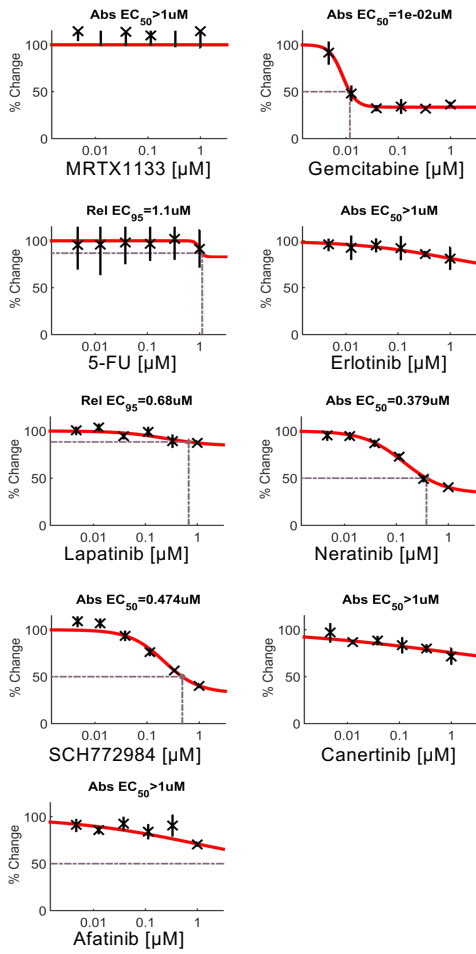 Abs EC50>1uM
% Change
100
50
0
0.01 0.1 1
MRTX1133 [µM]
Abs EC50=1e-02uM
% Change
100
50
0
0.01 0.1 1
Gemcitabine [µM]
Rel EC95=1.1uM
% Change
100
50
0
0.01 0.1 1
5-FU [µM]
Abs EC50>1uM
% Change
100
50
0
0.01 0.1 1
Erlotinib [µM]
Rel EC95=0.68uM
% Change
100
50
0
0.01 0.1 1
Lapatinib [µM]
Abs EC50=0.379uM
% Change
100
50
0
0.01 0.1 1
Neratinib [µM]
Abs EC50=0.474uM
% Change
100
50
0
0.01 0.1 1
SCH772984 [µM]
Abs EC50>1uM
% Change
100
50
0
0.01 0.1 1
Canertinib [µM]
Abs EC50>1uM
% Change
100
50
0
0.01 0.1 1
Afatinib [µM]